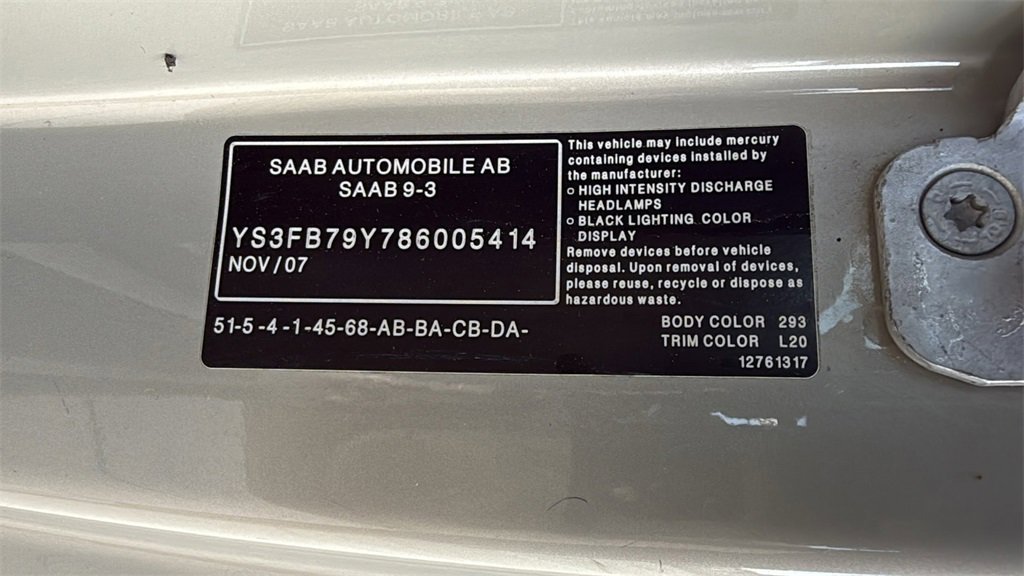 SAAB AUTOMOBILE AB
SAAB 9-3
YS3FB79Y786005414
NOV / 07
This vehicle may include mercury
containing devices installed by
the manufacturer:
o HIGH INTENSITY DISCHARGE
HEADLAMPS
o BLACK LIGHTING COLOR
DISPLAY
Remove devices before vehicle
disposal. Upon removal of devices,
please reuse, recycle or dispose as
hazardous waste.
51-5 -4 -1-45-68-AB-BA-CB-DA-
BODY COLOR 293
TRIM COLOR L20
12761317